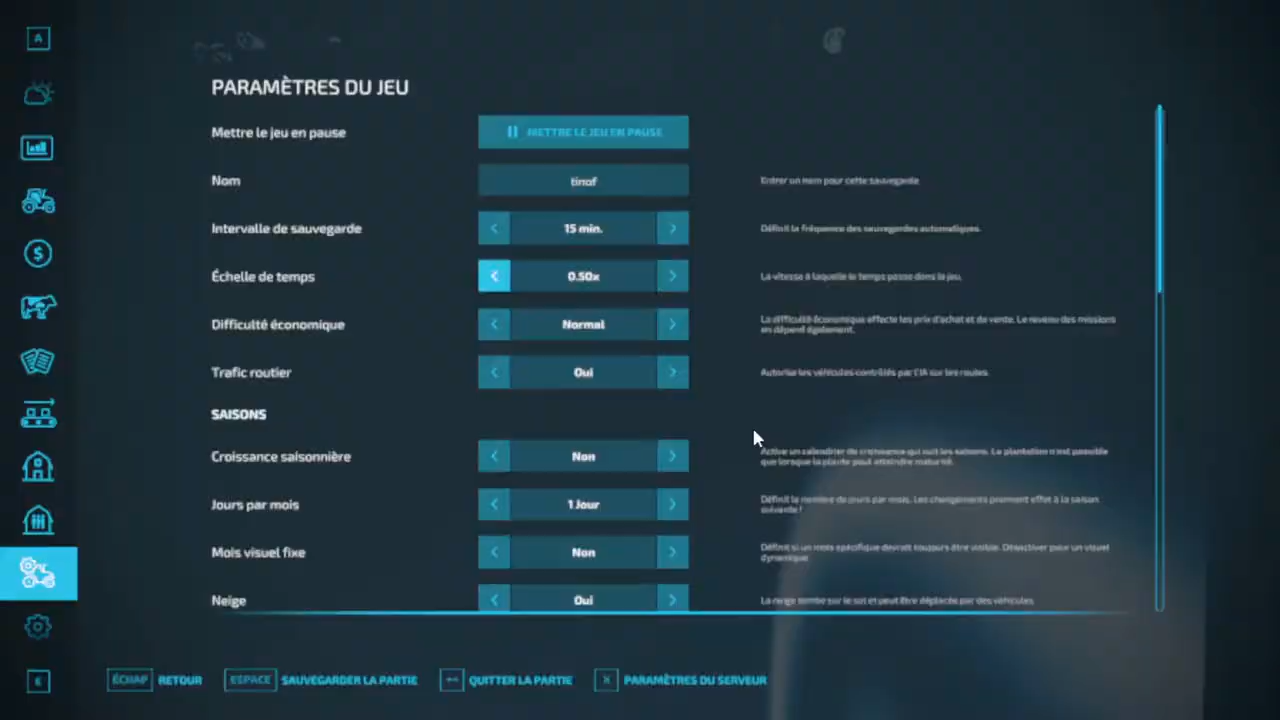 A
PARAMÈTRES DU JEU
Mettre le jeu en pause
METTRE LE JEU EN PAUSE
Nom
tinof
Entrer un nom pour cette sauvegarde
Intervalle de sauvegarde
15 min.
Définit la fréquence des sauvegardes automatiques.
Échelle de temps
0.50x
La vitesse à laquelle le temps passe dans le jeu.
Difficulté économique
Normal
La difficulté économique affecte les prix d'achat et de vente. Le revenu des missions
en dépend également.
Trafic routier
Oui
Autorise les véhicules contrôlés par l'IA sur les routes.
SAISONS
Croissance saisonnière
Non
Active un calendrier de croissance qui suit les saisons. La plantation n'est possible
que lorsque la plante peut atteindre maturité.
Jours par mois
1 Jour
Définit le nombre de jours par mois. Les changements prennent effet à la saison
suivante !
Mois visuel fixe
Non
Définit si un mois spécifique devrait toujours être visible. Désactiver pour un visuel
dynamique
Neige
Oui
La neige tombe sur le sol et peut être déplacée par des véhicules
E
ÉCHAP RETOUR
ESPACE SAUVEGARDER LA PARTIE
QUITTER LA PARTIE
X PARAMÈTRES DU SERVEUR